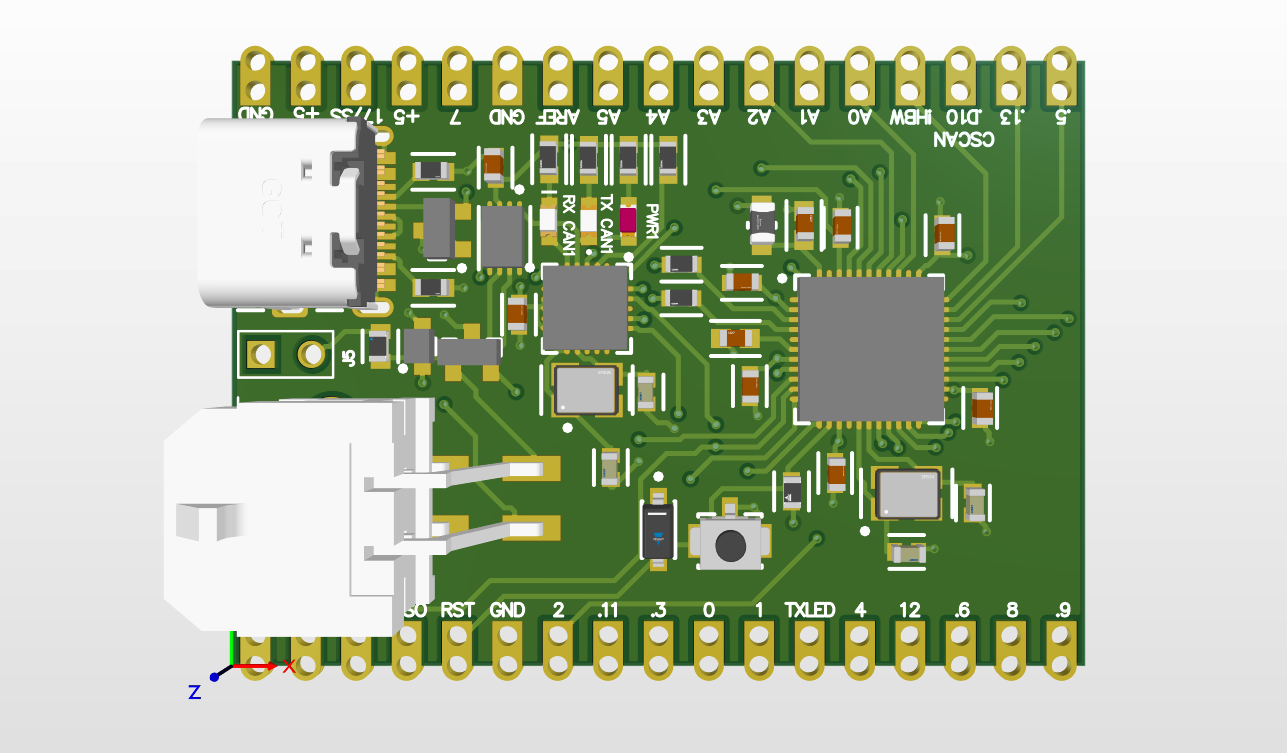 GND
+5
17/SS
+5
7
GND
AREF
A5
A4
A3
A2
A1
A0
HBW
.D10
.13
.5
CSCAN
GCT
RX CAN1
TX CAN1
PWR1
J5
SO
RST
GND
2
.11
.3
0
1
TXLED
4
12
.6
8
.9
X
Z